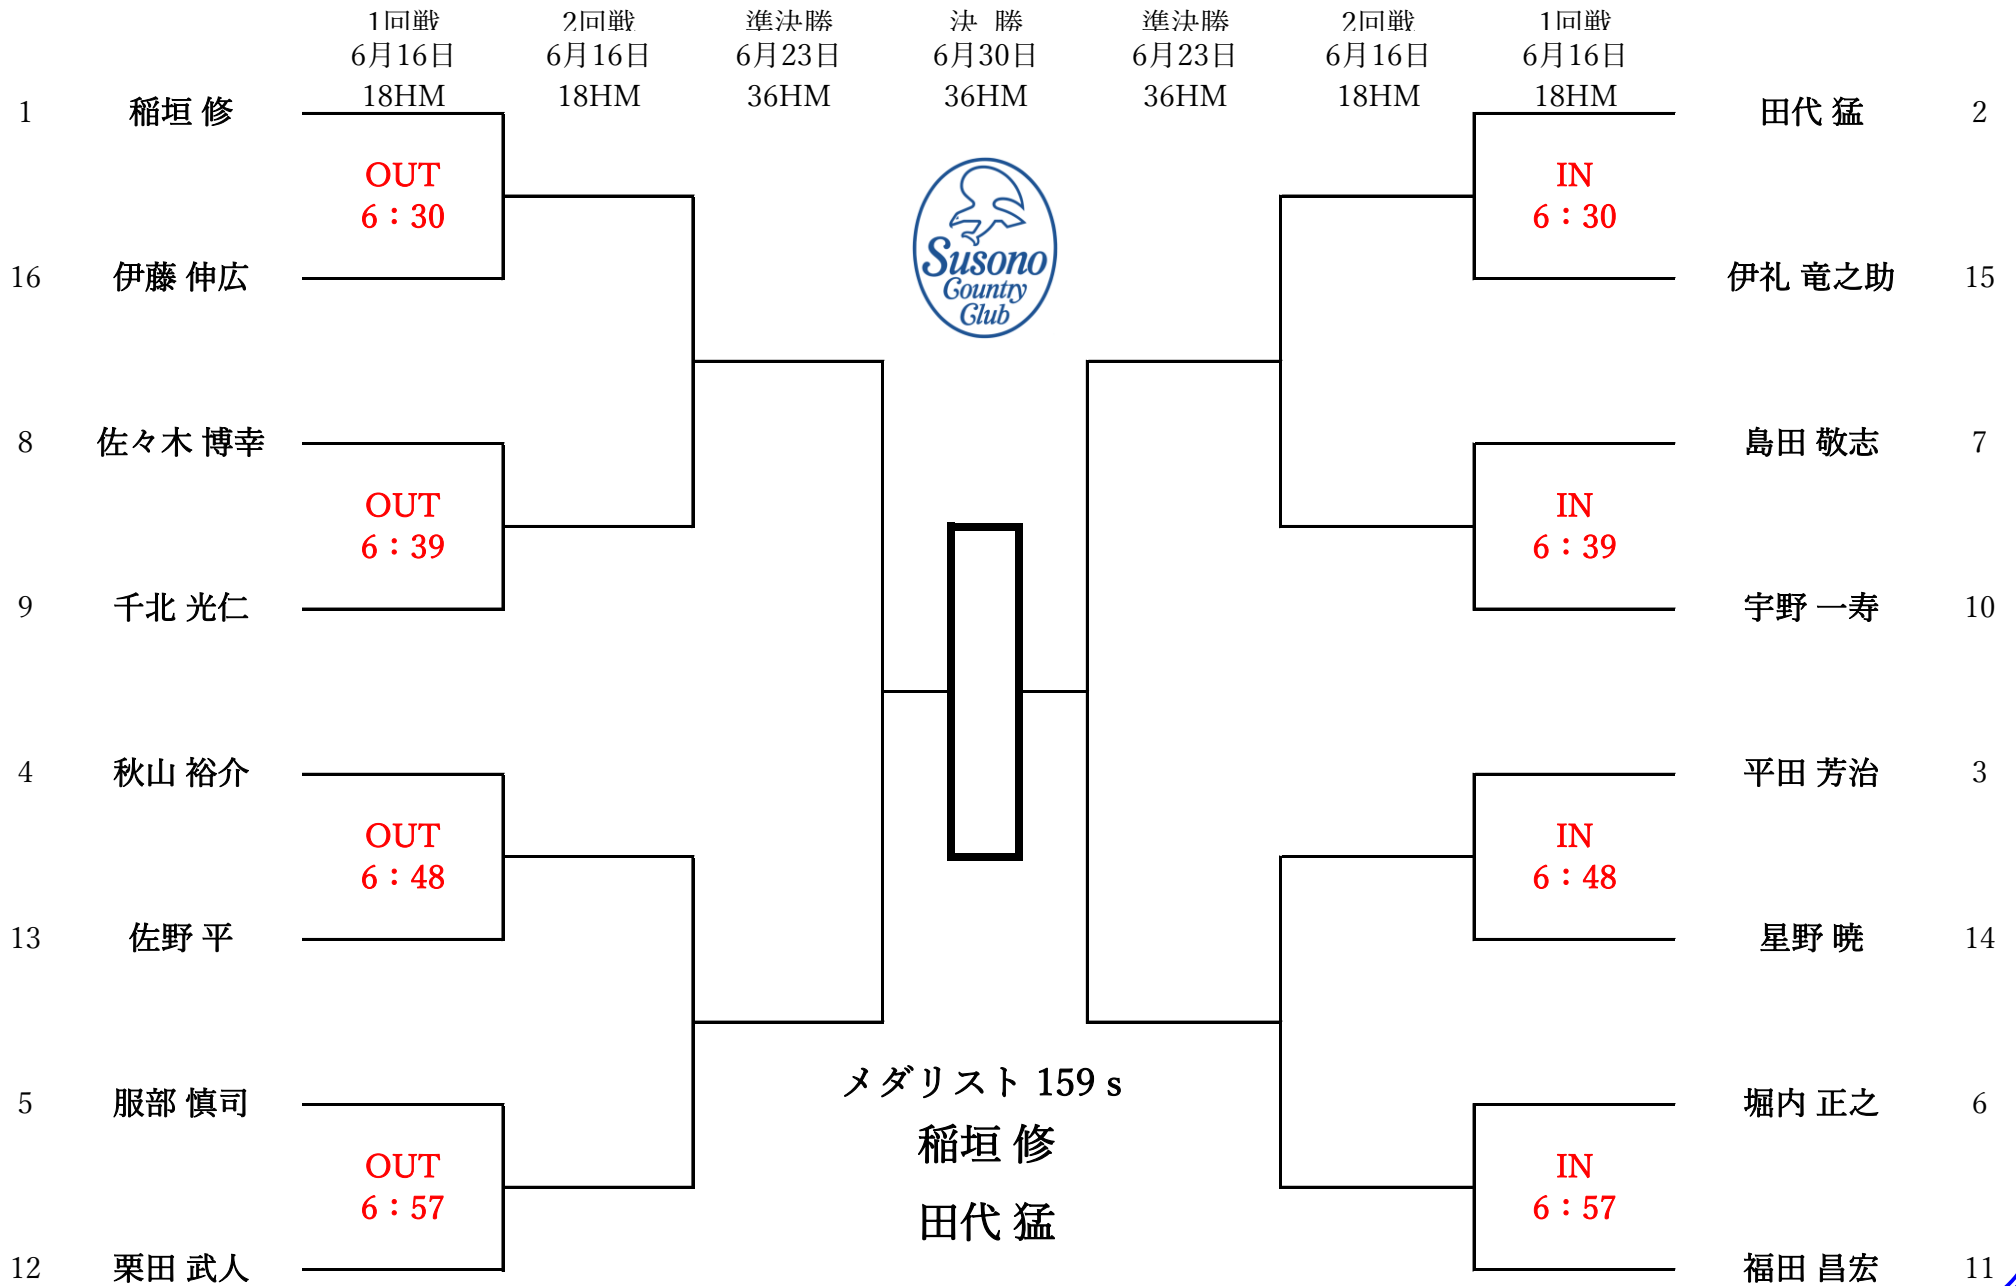 1回戦 2回戦 準決勝 決 勝 準決勝 2回戦 1回戦
6月16日 6月16日 6月23日 6月30日 6月23日 6月16日 6月16日
18HM 18HM 36HM 36HM 36HM 18HM 18HM
1 稲垣 修 田代 猛 2
OUT IN
6：30 6：30
Susono
Country
Club
16 伊藤 伸広 伊礼 竜之助 15
8 佐々木 博幸 島田 敬志 7
OUT IN
6：39 6：39
9 千北 光仁 宇野 一寿 10
4 秋山 裕介 平田 芳治 3
OUT IN
6：48 6：48
13 佐野 平 星野 暁 14
メダリスト 159 s
5 服部 慎司 堀内 正之 6
稲垣 修
OUT IN
6：57 6：57
田代 猛
12 栗田 武人 福田 昌宏 11